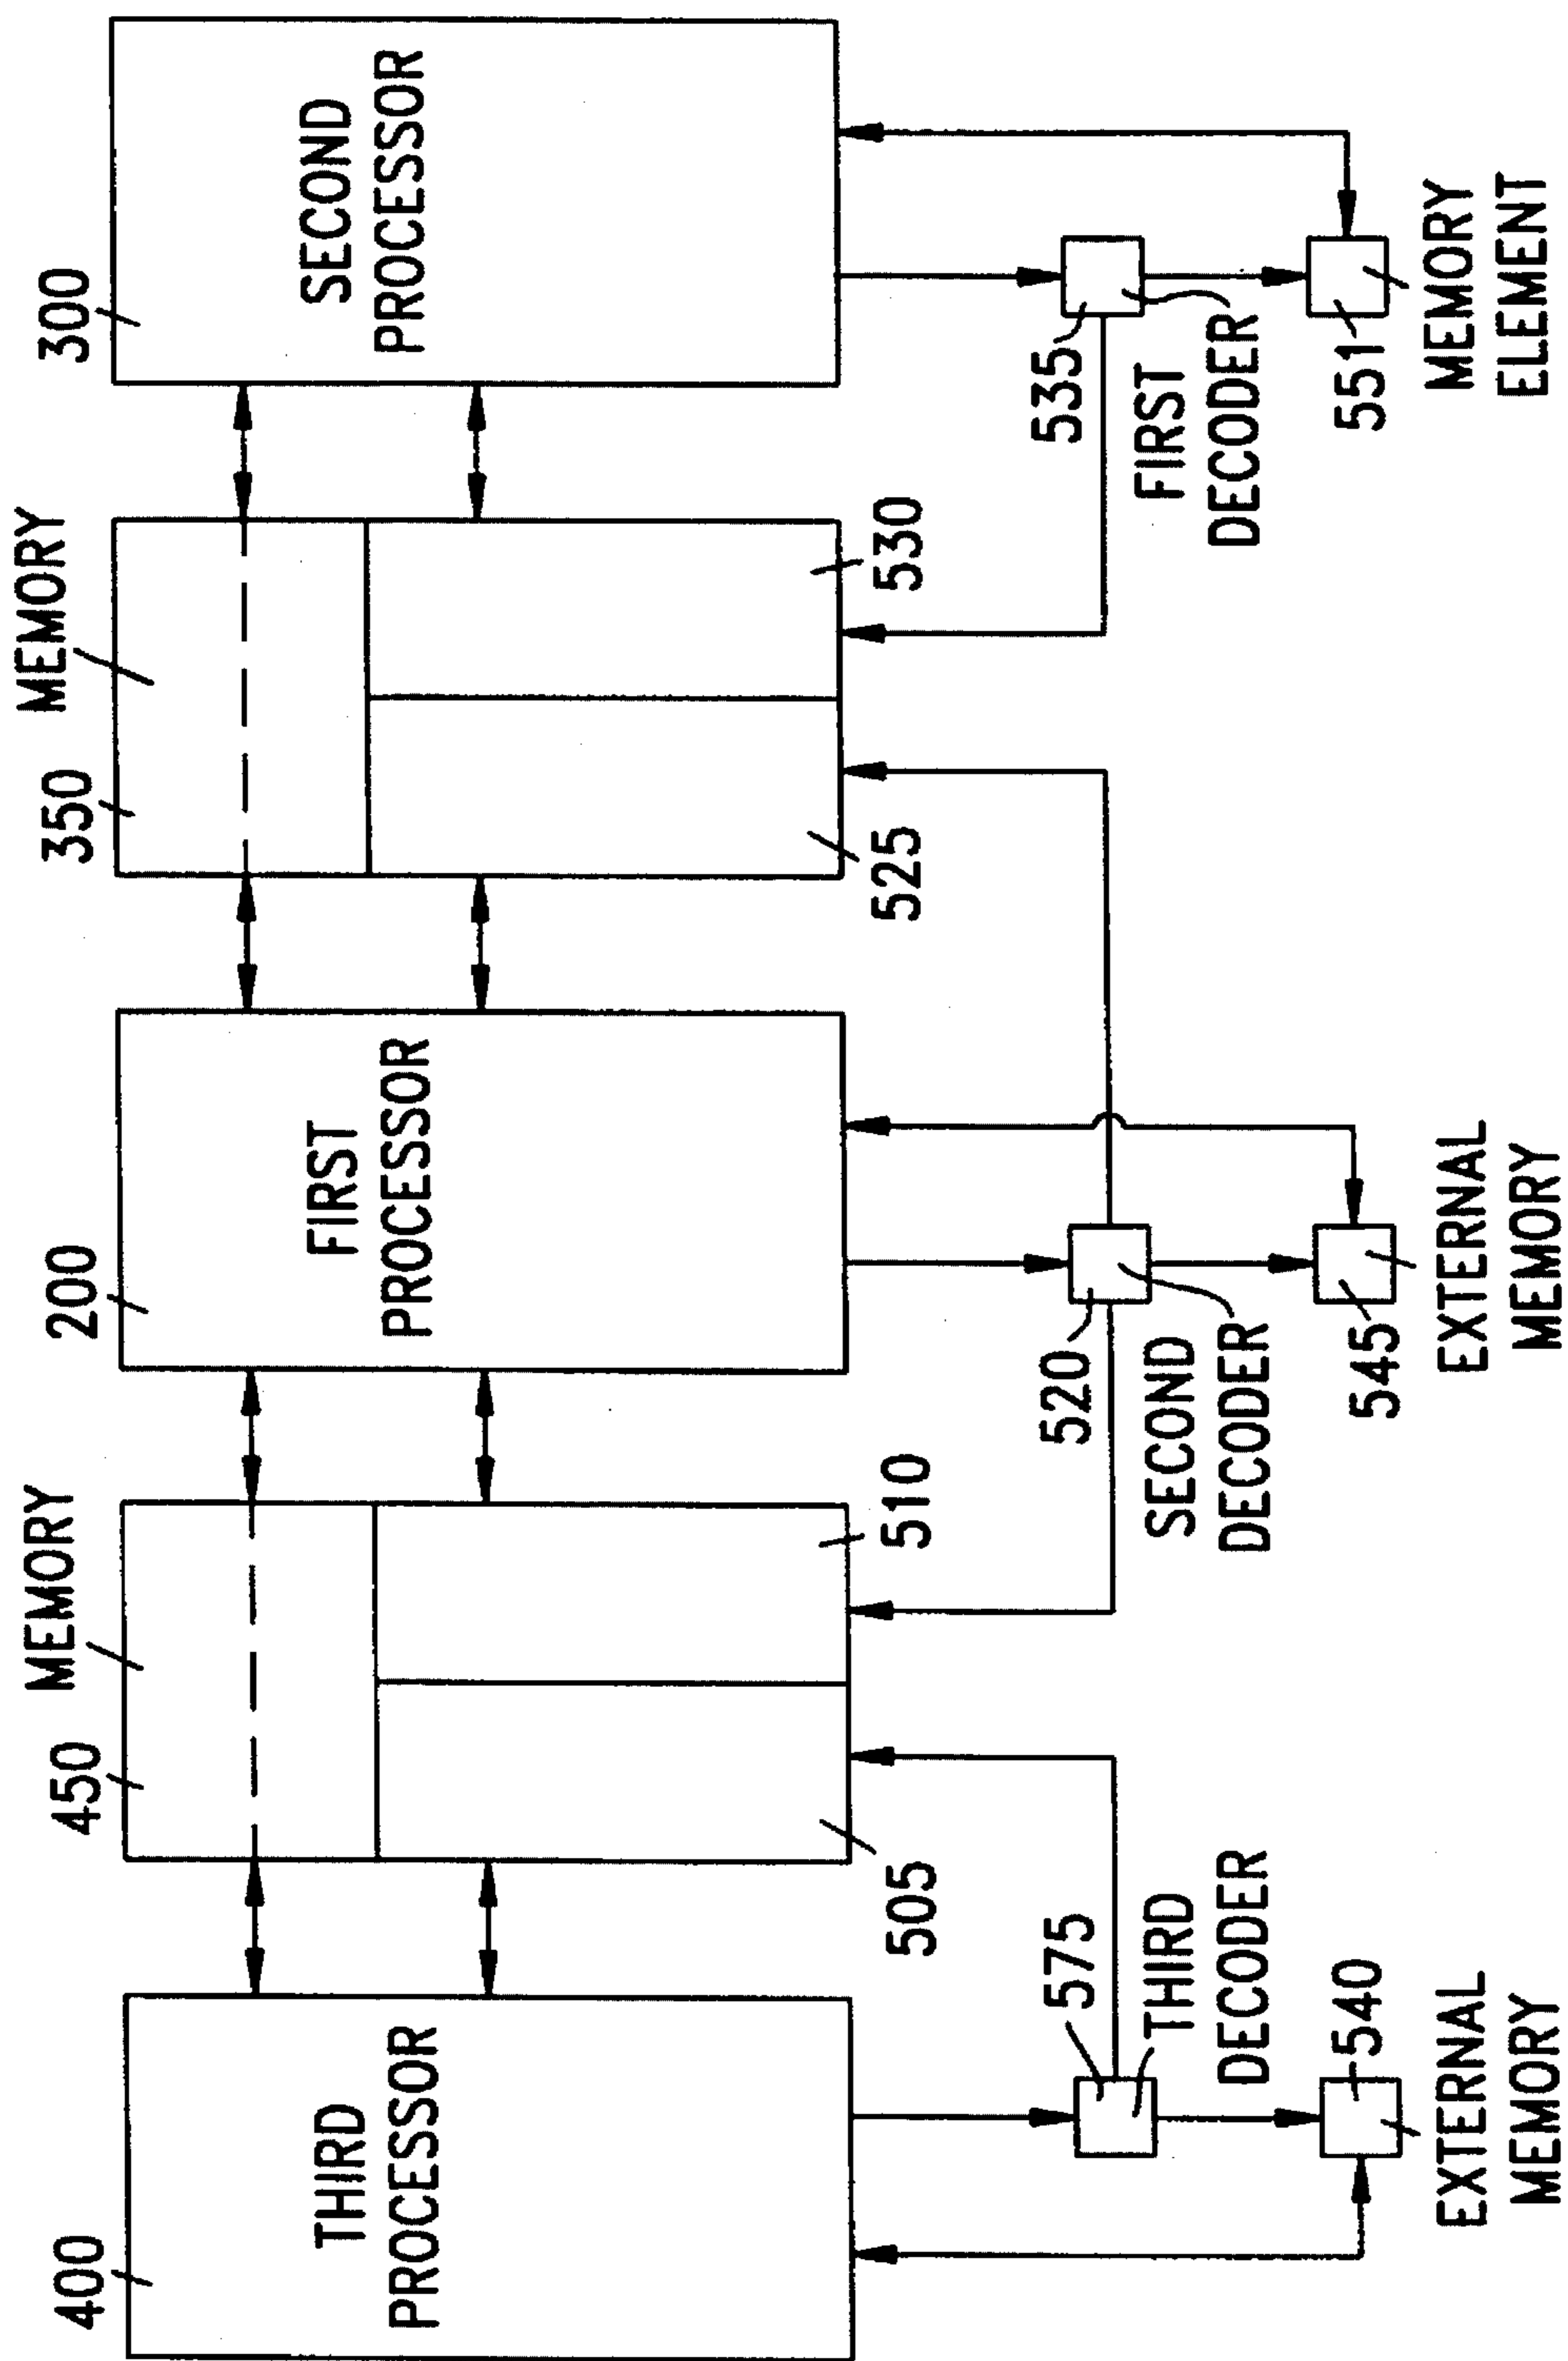 400
THIRD
PROCESSOR
450
MEMORY
505
510
200
FIRST
PROCESSOR
350
MEMORY
525
530
300
SECOND
PROCESSOR
575
THIRD
DECODER
540
EXTERNAL
MEMORY
520
SECOND
DECODER
545
EXTERNAL
MEMORY
535
FIRST
DECODER
551
MEMORY
ELEMENT